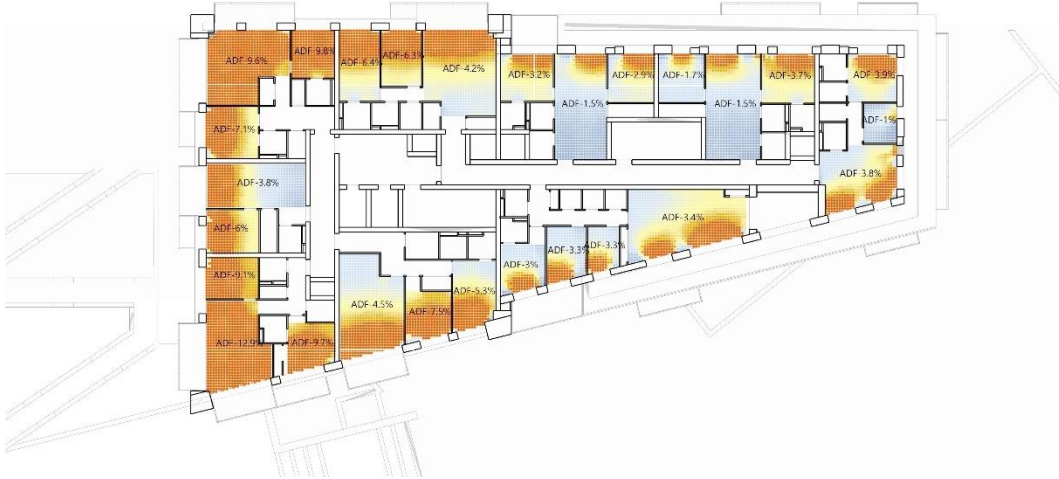 ADF-9.6%
ADF-9.8%
ADF-6.4%
ADF-6.3%
ADF-4.2%
ADF-3.2%
ADF-2.9%
ADF-1.7%
ADF-3.7%
ADF-3.9%
ADF-1.5%
ADF-1.5%
ADF-1%
ADF-7.1%
ADF-3.8%
ADF-3.8%
ADF-6%
ADF-3.4%
ADF-3.3%
ADF-3.3%
ADF-3%
ADF-9.1%
ADF-5.3%
ADF-4.5%
ADF-7.5%
ADF-12.9%
ADF-9.7%